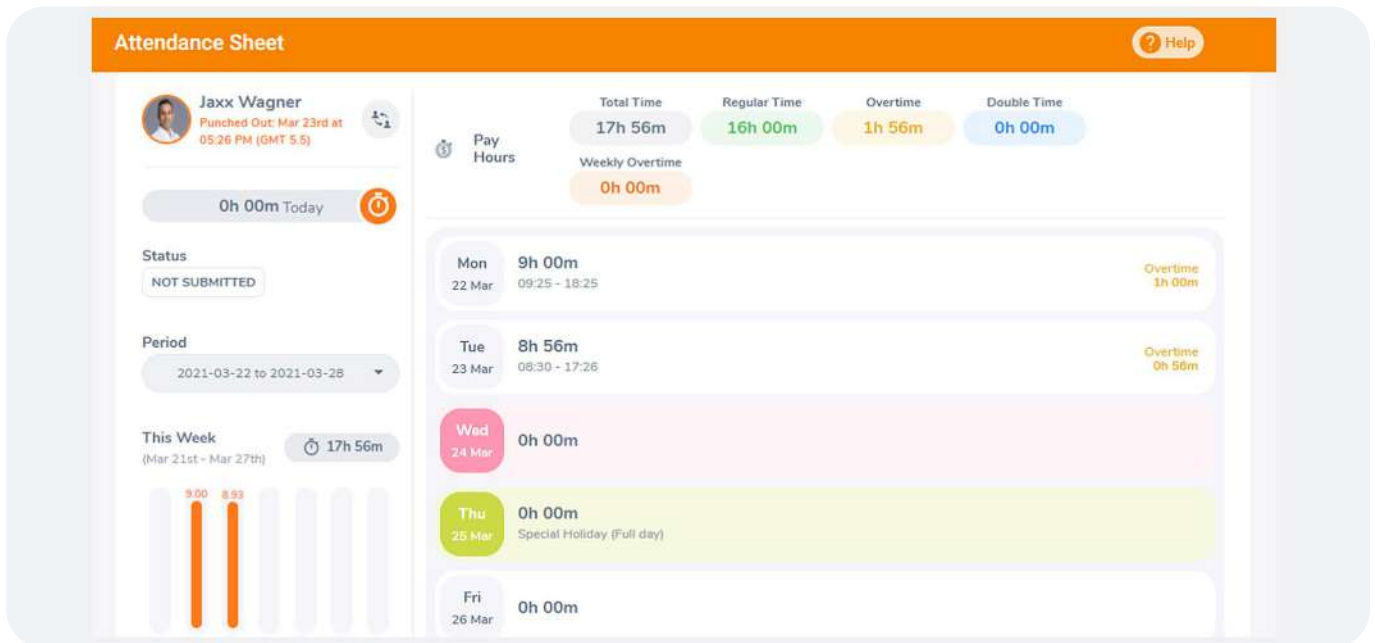 Attendance Sheet
? Help
Jaxx Wagner
Punched Out: Mar 23rd at
05:26 PM (GMT 5.5)
0h 00m Today
Status
NOT SUBMITTED
Period
2021-03-22 to 2021-03-28
This Week
(Mar 21st - Mar 27th)
17h 56m
9.00 8.93
Pay
Hours
Total Time Regular Time Overtime Double Time
17h 56m 16h 00m 1h 56m 0h 00m
Weekly Overtime
0h 00m
Mon
22 Mar
9h 00m
09:25 - 18:25
Overtime
1h 00m
Tue
23 Mar
8h 56m
08:30 - 17:26
Overtime
0h 56m
Wed
24 Mar
0h 00m
Thu
25 Mar
0h 00m
Special Holiday (Full day)
Fri
26 Mar
0h 00m